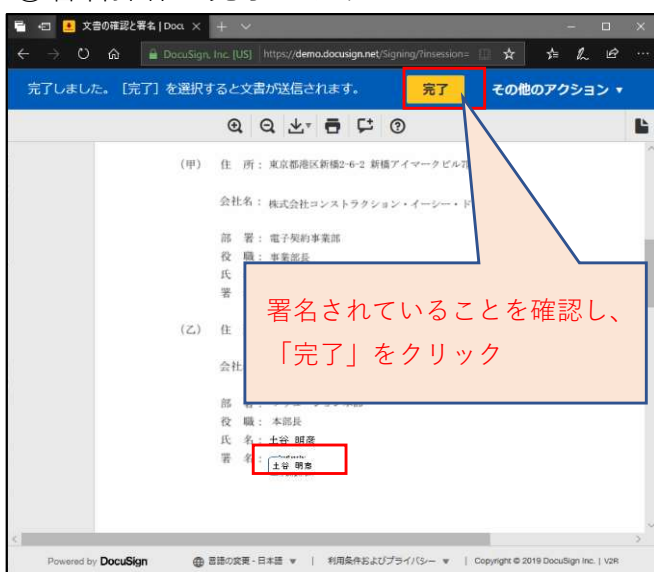 文書の確認と署名 | Doc
DocuSign, Inc. [US] https://demo.docusign.net/Signing/?insession=
完了しました。［完了］を選択すると文書が送信されます。 完了 その他のアクション
（甲） 住 所： 東京都港区新橋2-6-2 新橋アイマークビル
会社名： 株式会社コンストラクション・イーシー・ド
部 署： 電子契約事業部
役 職： 事業部長
氏
署
署名されていることを確認し、
「完了」をクリック
（乙） 住
会社
部
役 職： 本部長
氏 名： 土谷 明彦
署 名： 土谷 明彦
Powered by DocuSign 言語の変更 - 日本語 | 利用条件およびプライバシー | Copyright © 2019 DocuSign Inc. | V2R